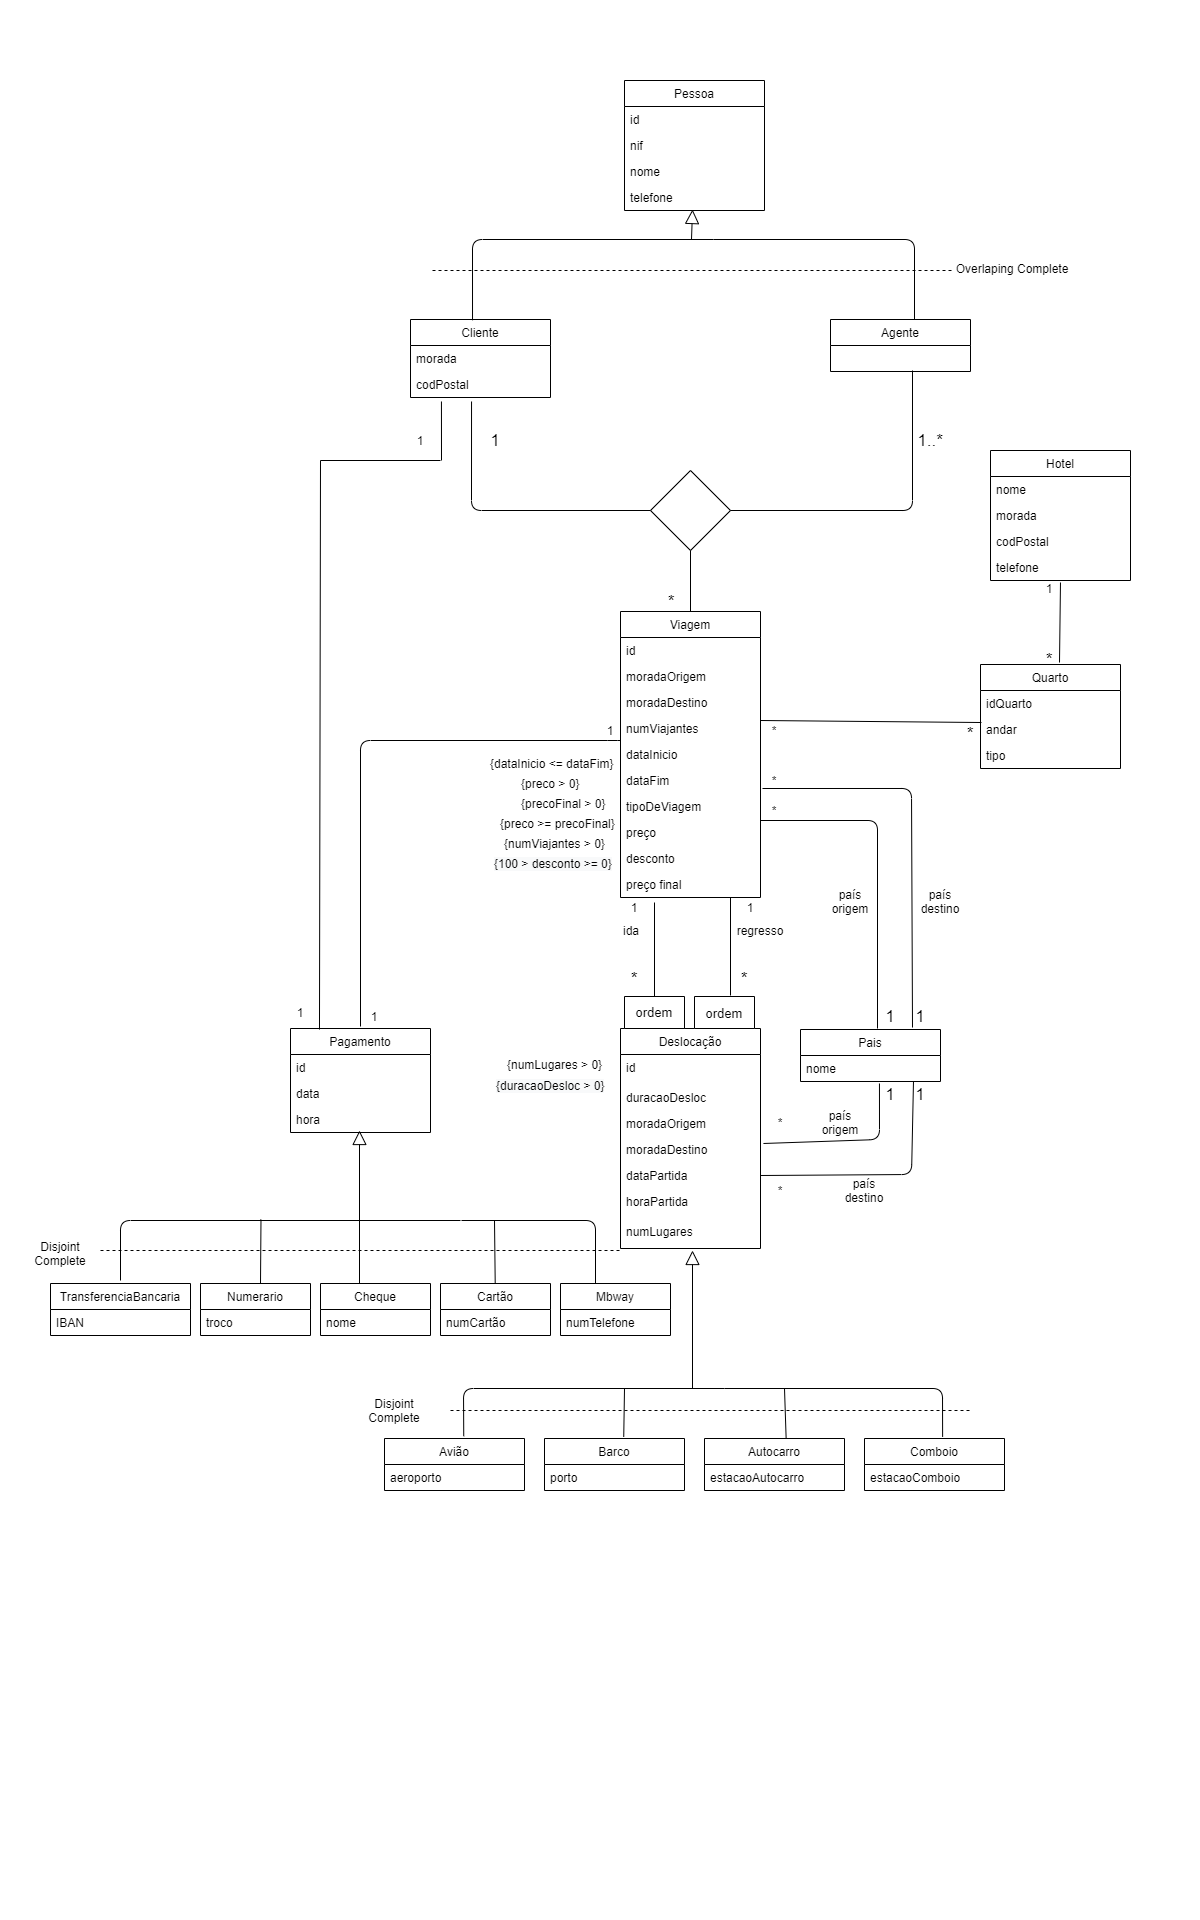 Pessoa
id
nif
nome
telefone
Overlaping Complete
Cliente
morada
codPostal
Agente
1
1
1..*
Hotel
nome
morada
codPostal
telefone
1
*
Quarto
idQuarto
andar
tipo
*
Viagem
id
moradaOrigem
moradaDestino
numViajantes
dataInicio
dataFim
tipoDeViagem
preço
desconto
preço final
1
{dataInicio <= dataFim}
{preco > 0}
{precoFinal > 0}
{preco >= precoFinal}
{numViajantes > 0}
{100 > desconto >= 0}
*
*
*
*
país
origem
país
destino
1
1
ida
regresso
*
*
ordem
ordem
1
1
Pagamento
id
data
hora
{numLugares > 0}
{duracaoDesloc > 0}
Deslocação
id
duracaoDesloc
moradaOrigem
moradaDestino
dataPartida
horaPartida
numLugares
1
1
Pais
nome
1
1
*
país
origem
*
país
destino
Disjoint
Complete
TransferenciaBancaria
IBAN
Numerario
troco
Cheque
nome
Cartão
numCartão
Mbway
numTelefone
Disjoint
Complete
Avião
aeroporto
Barco
porto
Autocarro
estacaoAutocarro
Comboio
estacaoComboio